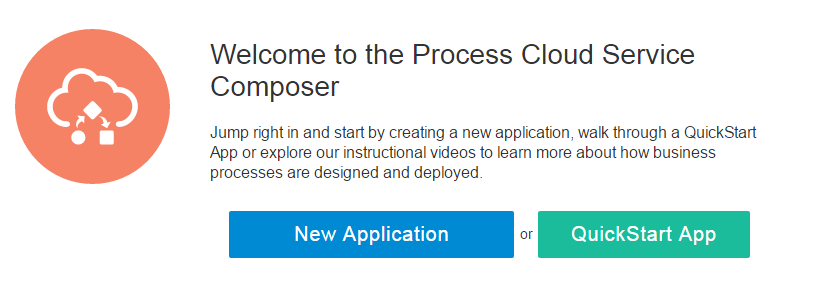 Welcome to the Process Cloud Service
Composer
Jump right in and start by creating a new application, walk through a QuickStart
App or explore our instructional videos to learn more about how business
processes are designed and deployed.
New Application or QuickStart App